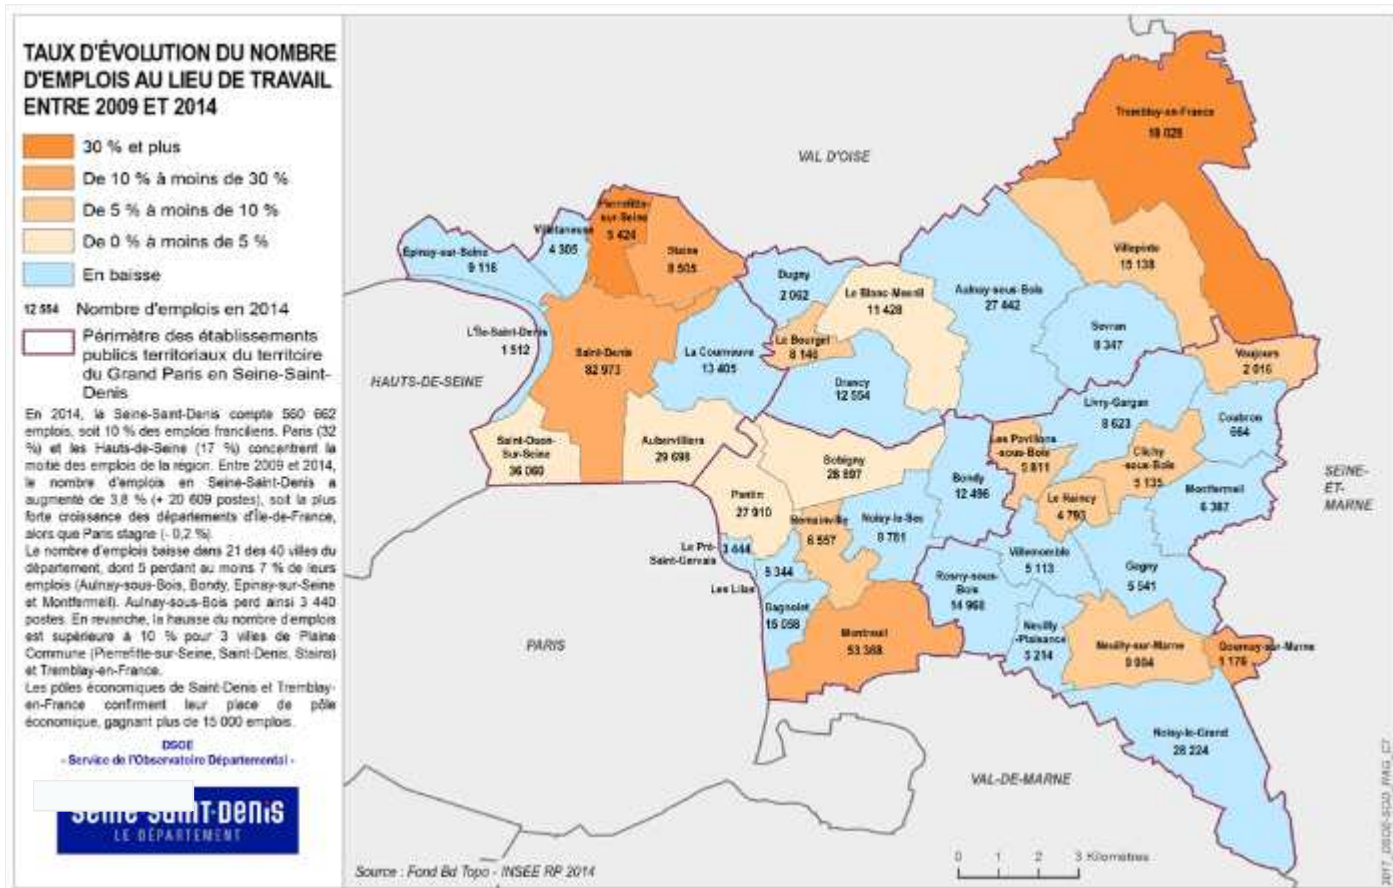 TAUX D'ÉVOLUTION DU NOMBRE
D'EMPLOIS AU LIEU DE TRAVAIL
ENTRE 2009 ET 2014
30 % et plus
De 10 % à moins de 30 %
De 5 % à moins de 10 %
De 0 % à moins de 5 %
En baisse
12 554 Nombre d'emplois en 2014
Périmètre des établissements
publics territoriaux du territoire
du Grand Paris en Seine-Saint-
Denis
En 2014, la Seine-Saint-Denis compte 560 662
emplois, soit 10 % des emplois franciliens. Paris (32
%) et les Hauts-de-Seine (17 %) concentrent la
moitié des emplois de la région. Entre 2009 et 2014,
le nombre d'emplois en Seine-Saint-Denis a
augmenté de 3,8 % (+ 20 609 postes), soit la plus
forte croissance des départements d'Île-de-France,
alors que Paris stagne (- 0,2 %).
Le nombre d'emplois baisse dans 21 des 40 villes du
département, dont 5 perdant au moins 7 % de leurs
emplois (Aulnay-sous-Bois, Bondy, Epinay-sur-Seine
et Montfermeil). Aulnay-sous-Bois perd ainsi 3 440
postes. En revanche, la hausse du nombre d'emplois
est supérieure à 10 % pour 3 villes de Plaine
Commune (Pierrefitte-sur-Seine, Saint-Denis, Stains)
et Tremblay-en-France.
Les pôles économiques de Saint-Denis et Tremblay-
en-France confirment leur place de pôle
économique, gagnant plus de 15 000 emplois.
DSOE
- Service de l'Observatoire Départemental -
SEINE-SAINT-DENIS
LE DÉPARTEMENT
VAL D'OISE
HAUTS-DE-SEINE
PARIS
VAL-DE-MARNE
SEINE-
ET-
MARNE
Tremblay-en-France
Pierrefitte-
sur-Seine
5 424
Villetaneuse
4 305
Épinay-sur-Seine
9 116
Stains
8 505
Dugny
2 062
Le Blanc-Mesnil
11 428
Aulnay-sous-Bois
27 442
Villepinte
15 138
Sevran
8 347
Vaujours
2 016
L'Île-Saint-Denis
1 512
Saint-Denis
82 973
La Courneuve
13 405
Le Bourget
8 146
Drancy
12 554
Livry-Gargan
8 623
Coubron
664
Saint-Ouen-
Sur-Seine
36 060
Aubervilliers
29 698
Bobigny
Les Pavillons
-sous-Bois
5 811
Clichy
-sous-Bois
5 135
Pantin
27 910
Bondy
12 496
Le Raincy
4 793
Montfermeil
6 387
Romainville
6 557
Noisy-le-Sec
8 761
Le Pré-
Saint-Gervais
3 444
Villemomble
5 113
Gagny
5 541
Les Lilas
5 344
Rosny-sous-
Bois
14 968
Bagnolet
15 058
Montreuil
53 368
Neuilly
-Plaisance
5 214
Neuilly-sur-Marne
Gournay-sur-Marne
1 176
Noisy-le-Grand
28 224
0 1 2 3 Kilomètres
Source : Fond Bd Topo - INSEE RP 2014